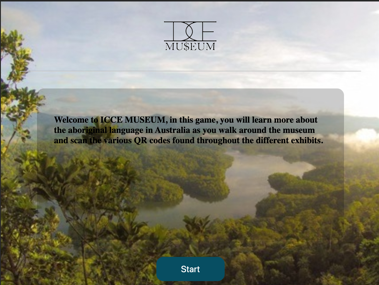 ICCE
MUSEUM
Welcome to ICCE MUSEUM, in this game, you will learn more about
the aboriginal language in Australia as you walk around the museum
and scan the various QR codes found throughout the different exhibits.
Start